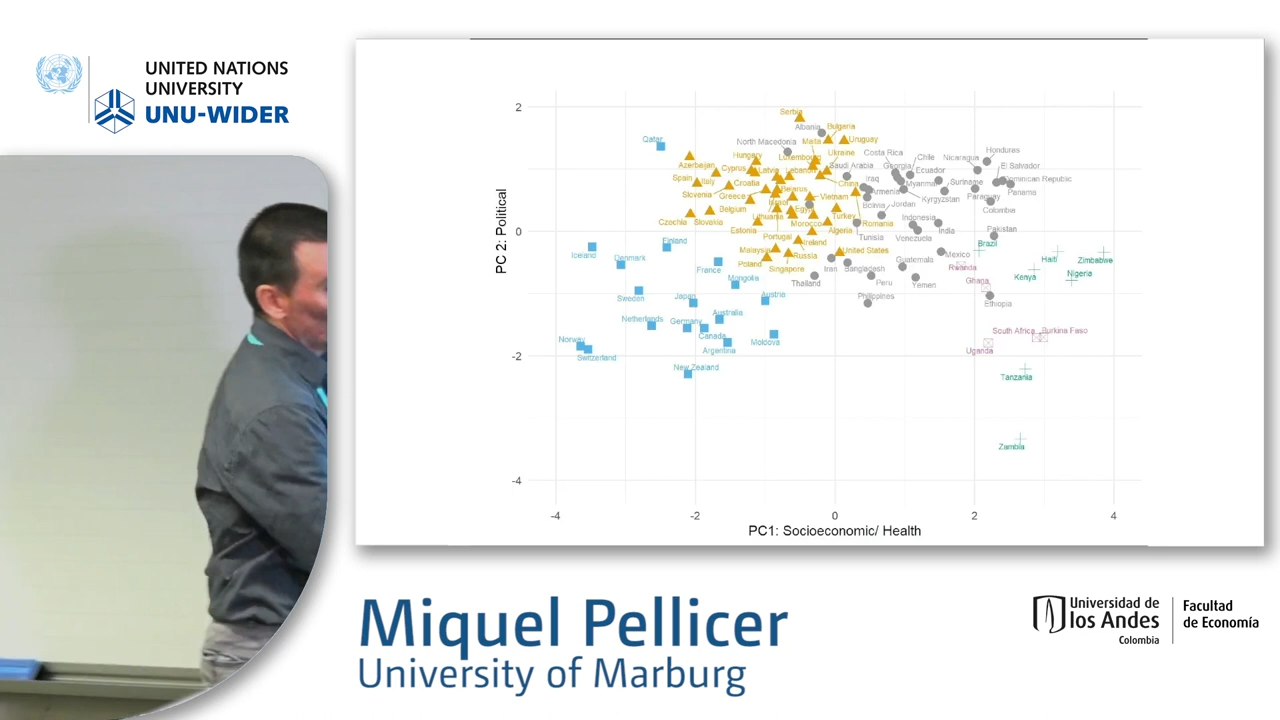 UNITED NATIONS
UNIVERSITY
UNU-WIDER
2
0
-2
-4
PC 2: Political
-4
-2
0
2
4
PC1: Socioeconomic/ Health
Serbia
Albania
Bulgaria
Qatar
North Macedonia
Malta
Uruguay
Hungary
Luxembourg
Ukraine
Costa Rica
Chile
Nicaragua
Honduras
Azerbaijan
Cyprus
Latvia
Lebanon
Saudi Arabia
Georgia
Ecuador
El Salvador
Spain
Italy
Croatia
Belarus
China
Iraq
Armenia
Myanmar
Suriname
Dominican Republic
Slovenia
Greece
Israel
Vietnam
Kyrgyzstan
Paraguay
Panama
Belgium
Lithuania
Egypt
Turkey
Bolivia
Jordan
Colombia
Czechia
Slovakia
Morocco
Romania
Indonesia
Estonia
Portugal
Algeria
Tunisia
Venezuela
India
Pakistan
Finland
Ireland
Brazil
Iceland
Denmark
Malaysia
Russia
United States
Mexico
Haiti
Zimbabwe
France
Poland
Singapore
Iran
Bangladesh
Guatemala
Rwanda
Kenya
Nigeria
Mongolia
Thailand
Peru
Yemen
Ghana
Sweden
Japan
Austria
Philipines
Ethiopia
Netherlands
Germany
Australia
Canada
Moldova
South Africa
Burkina Faso
Norway
Switzerland
Argentina
Uganda
New Zealand
Tanzania
Zambia
Miquel Pellicer
University of Marburg
Universidad de
los Andes
Colombia
Facultad
de Economía